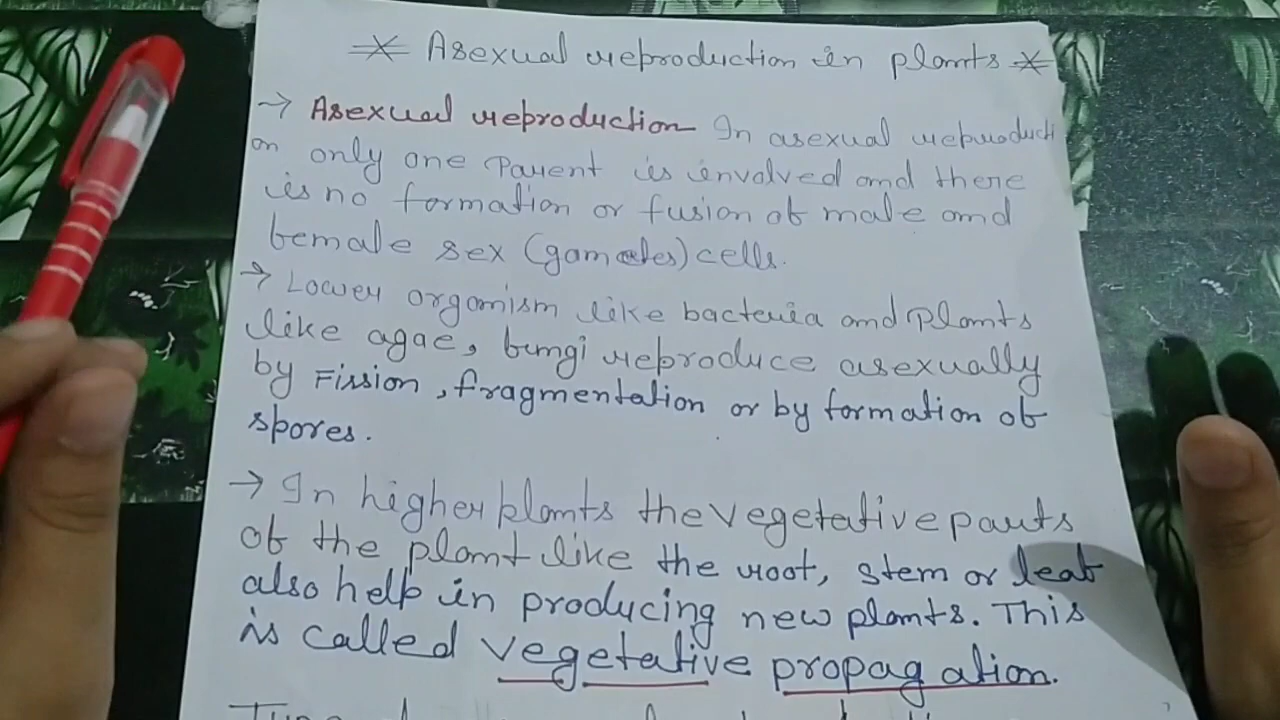 * Asexual reproduction in plants *
→ Asexual reproduction In asexual reproducti
on only one Parent is involved and there
is no formation or fusion of male and
female sex (gametes) cells.
→ Lower organism like bacteria and Plants
like agae, fungi reproduce asexually
by Fission, fragmentation or by formation of
spores.
→ In higher plants the vegetative parts
of the plant like the root, stem or leaf
also help in producing new plants. This
is called vegetative propagation.